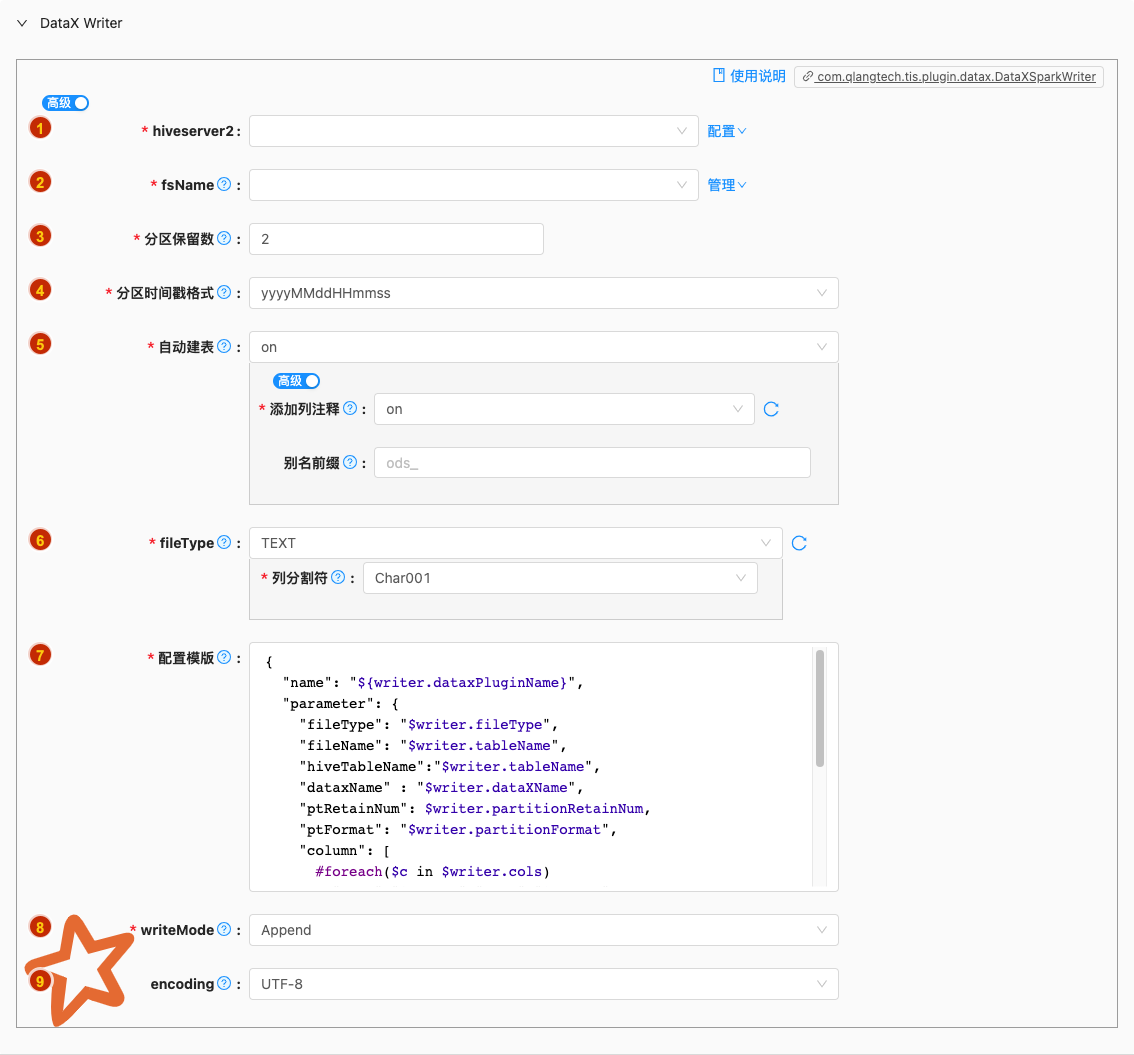 DataX Writer
使用说明 com.qlangtech.tis.plugin.datax.DataXSparkWriter
高级
1 * hiveserver2 : 配置
2 * fsName ? : 管理
3 * 分区保留数 ? : 2
4 * 分区时间戳格式 ? : yyyyMMddHHmmss
5 * 自动建表 ? : on
高级
* 添加列注释 ? : on
别名前缀 ? : ods_
6 * fileType ? : TEXT
* 列分割符 ? : Char001
7 * 配置模版 ? : {
"name": "${writer.dataxPluginName}",
"parameter": {
"fileType": "$writer.fileType",
"fileName": "$writer.tableName",
"hiveTableName":"$writer.tableName",
"dataxName" : "$writer.dataXName",
"ptRetainNum": $writer.partitionRetainNum,
"ptFormat": "$writer.partitionFormat",
"column": [
#foreach($c in $writer.cols)
8 * writeMode ? : Append
9 encoding ? : UTF-8